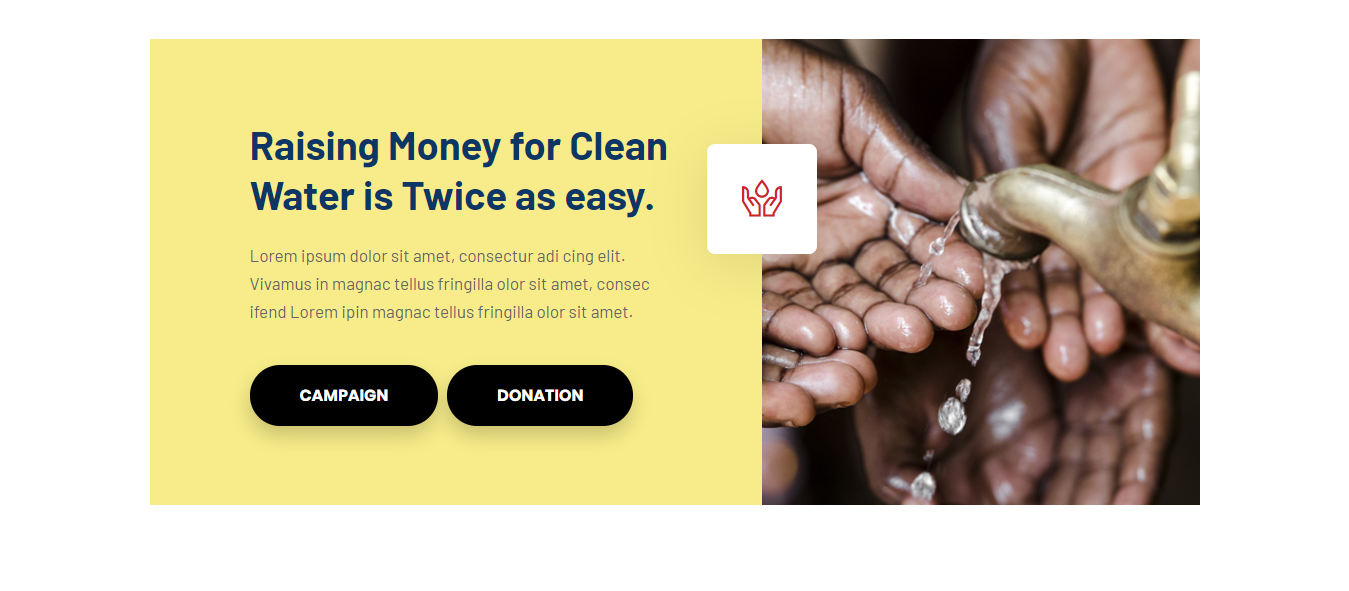 Raising Money for Clean
Water is Twice as easy.
Lorem ipsum dolor sit amet, consectur adi cing elit.
Vivamus in magnac tellus fringilla olor sit amet, consec
ifend Lorem ipin magnac tellus fringilla olor sit amet.
CAMPAIGN DONATION